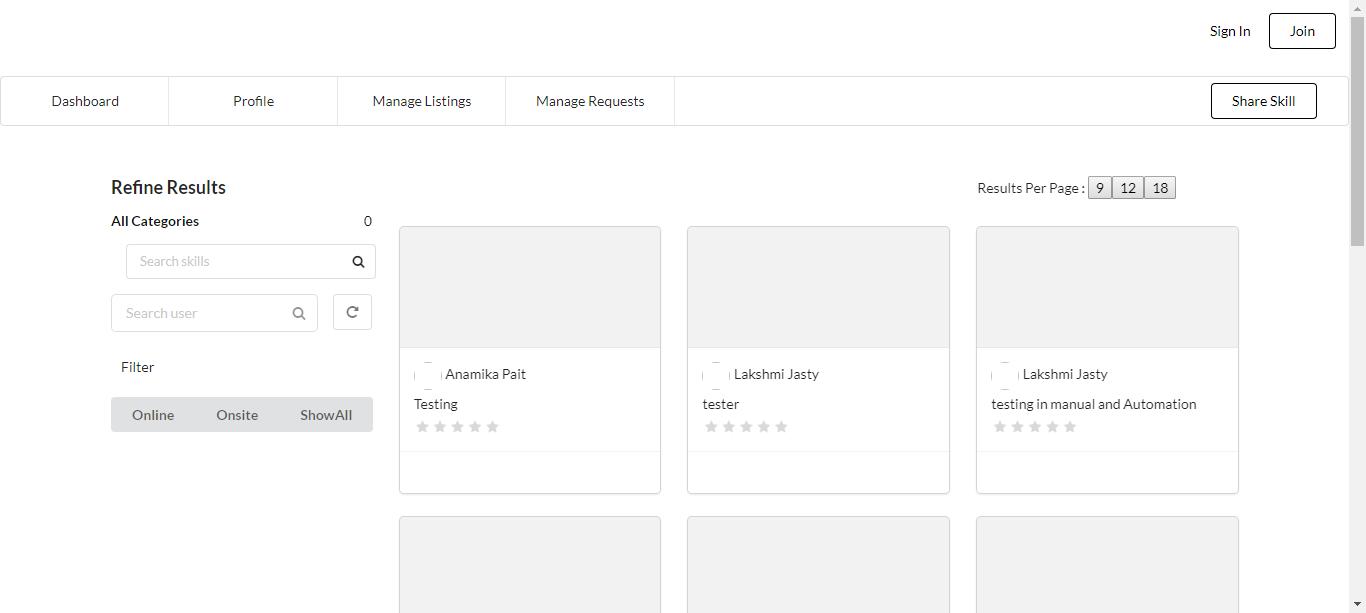 Sign In Join
Dashboard Profile Manage Listings Manage Requests Share Skill
Refine Results
Results Per Page : 9 12 18
All Categories 0
Search skills
Search user
Filter
Online Onsite ShowAll
Anamika Pait
Testing
Lakshmi Jasty
tester
Lakshmi Jasty
testing in manual and Automation